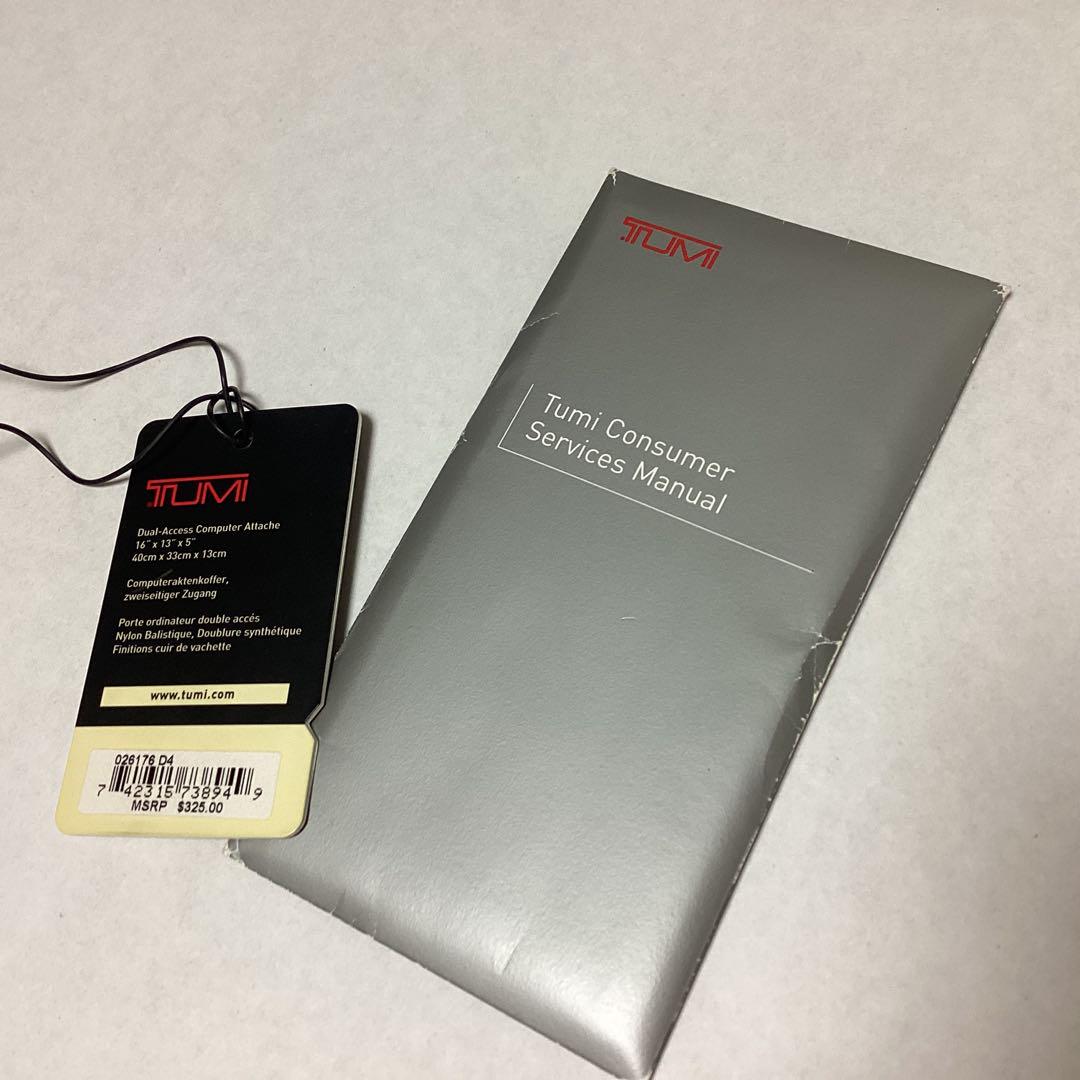 TUMI
Tumi Consumer
Services Manual
TUMI
Dual-Access Computer Attache
16" x 13" x 5"
40cm x 33cm x 13cm
Computeraktenkoffer,
zweiseitiger Zugang
Porte ordinateur double accés
Nylon Balistique, Doublure synthétique
Finitions cuir de vachette
www.tumi.com
026176 D4
7 42315 73894 9
MSRP $325.00